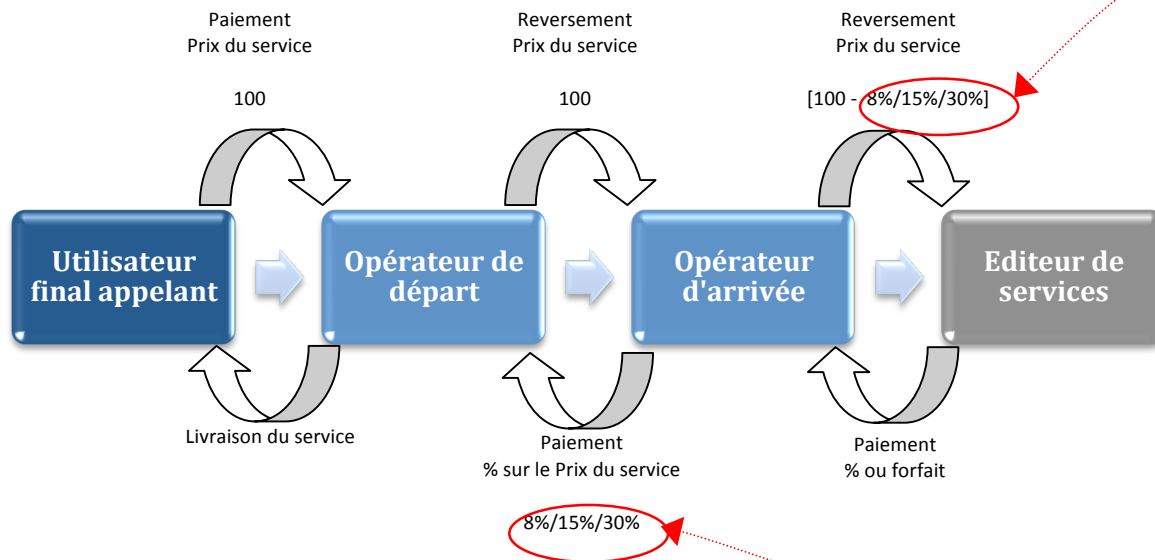 Paiement
Prix du service
Reversement
Prix du service
Reversement
Prix du service
100
100
[100 - 8%/15%/30%]
Utilisateur
final appelant
Opérateur de
départ
Opérateur
d'arrivée
Editeur de
services
Livraison du service
Paiement
% sur le Prix du service
Paiement
% ou forfait
8%/15%/30%